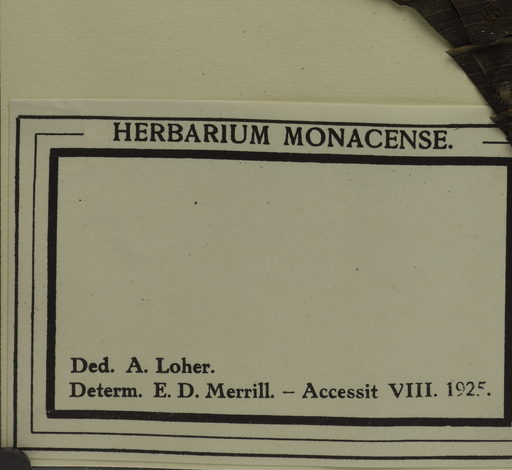 HERBARIUM MONACENSE.
Ded. A. Loher.
Determ. E. D. Merrill. – Accessit VIII. 1925.